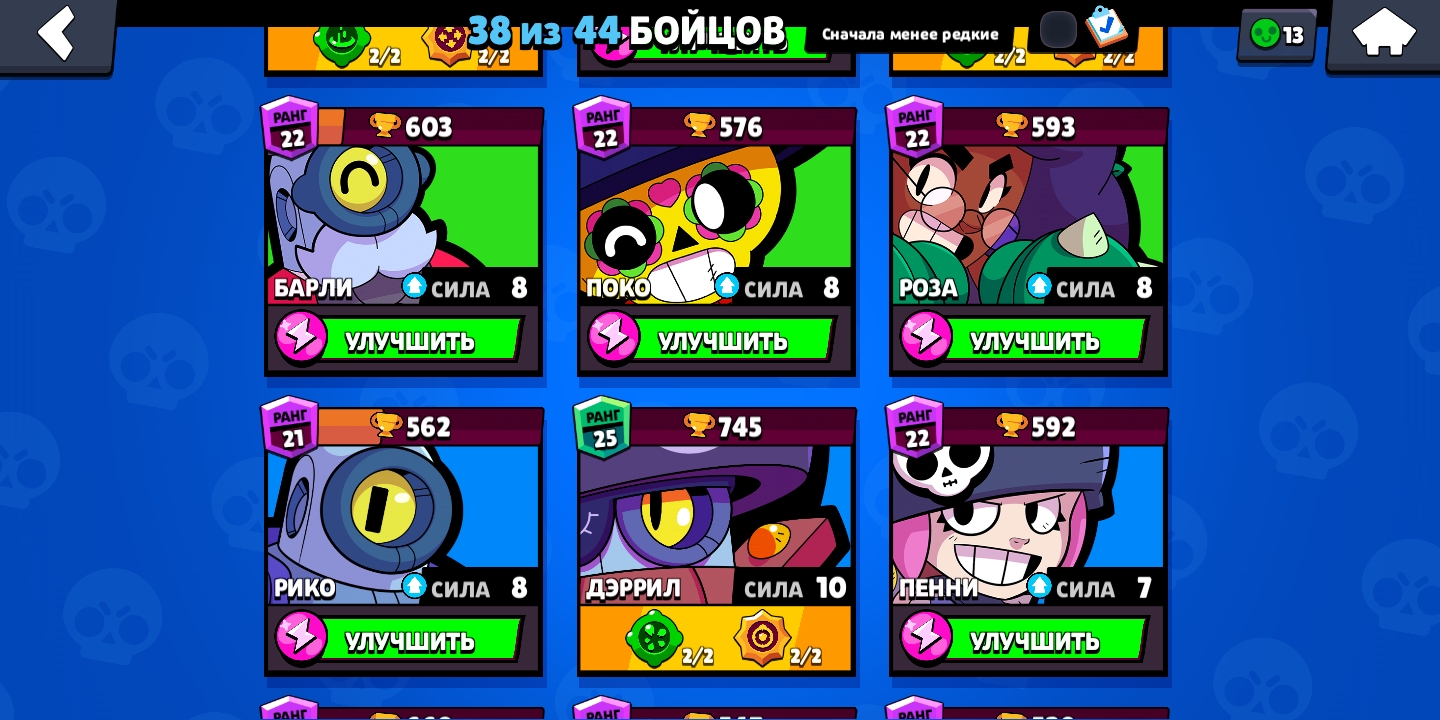 38 из 44 БОЙЦОВ
Сначала менее редкие
13
2/2
2/2
2/2
2/2
РАНГ
22
603
РАНГ
22
576
РАНГ
22
593
БАРЛИ
СИЛА 8
ПОКО
СИЛА 8
РОЗА
СИЛА 8
УЛУЧШИТЬ
УЛУЧШИТЬ
УЛУЧШИТЬ
РАНГ
21
562
РАНГ
25
745
РАНГ
22
592
РИКО
СИЛА 8
ДЭРРИЛ
СИЛА 10
ПЕННИ
СИЛА 7
УЛУЧШИТЬ
2/2
2/2
УЛУЧШИТЬ
РАНГ
РАНГ
РАНГ